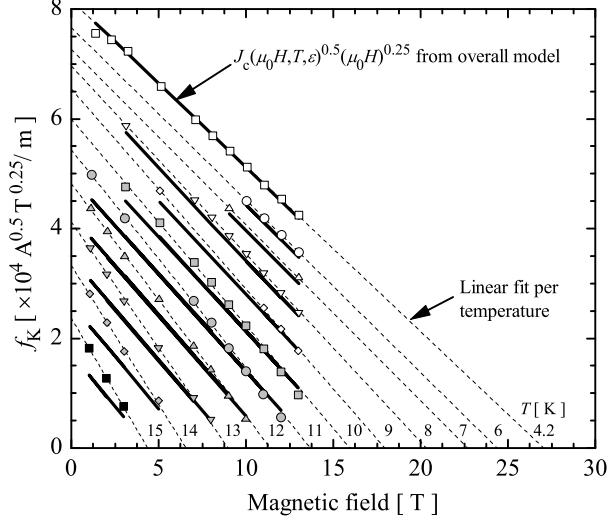 8
J_c(μ_0H,T,ε)^0.5(μ_0H)^0.25 from overall model
6
f_K [ ×10^4 A^0.5 T^0.25/ m ]
4
Linear fit per
temperature
2
T [ K ]
15 14 13 12 11 10 9 8 7 6 4.2
0
0 5 10 15 20 25 30
Magnetic field [ T ]